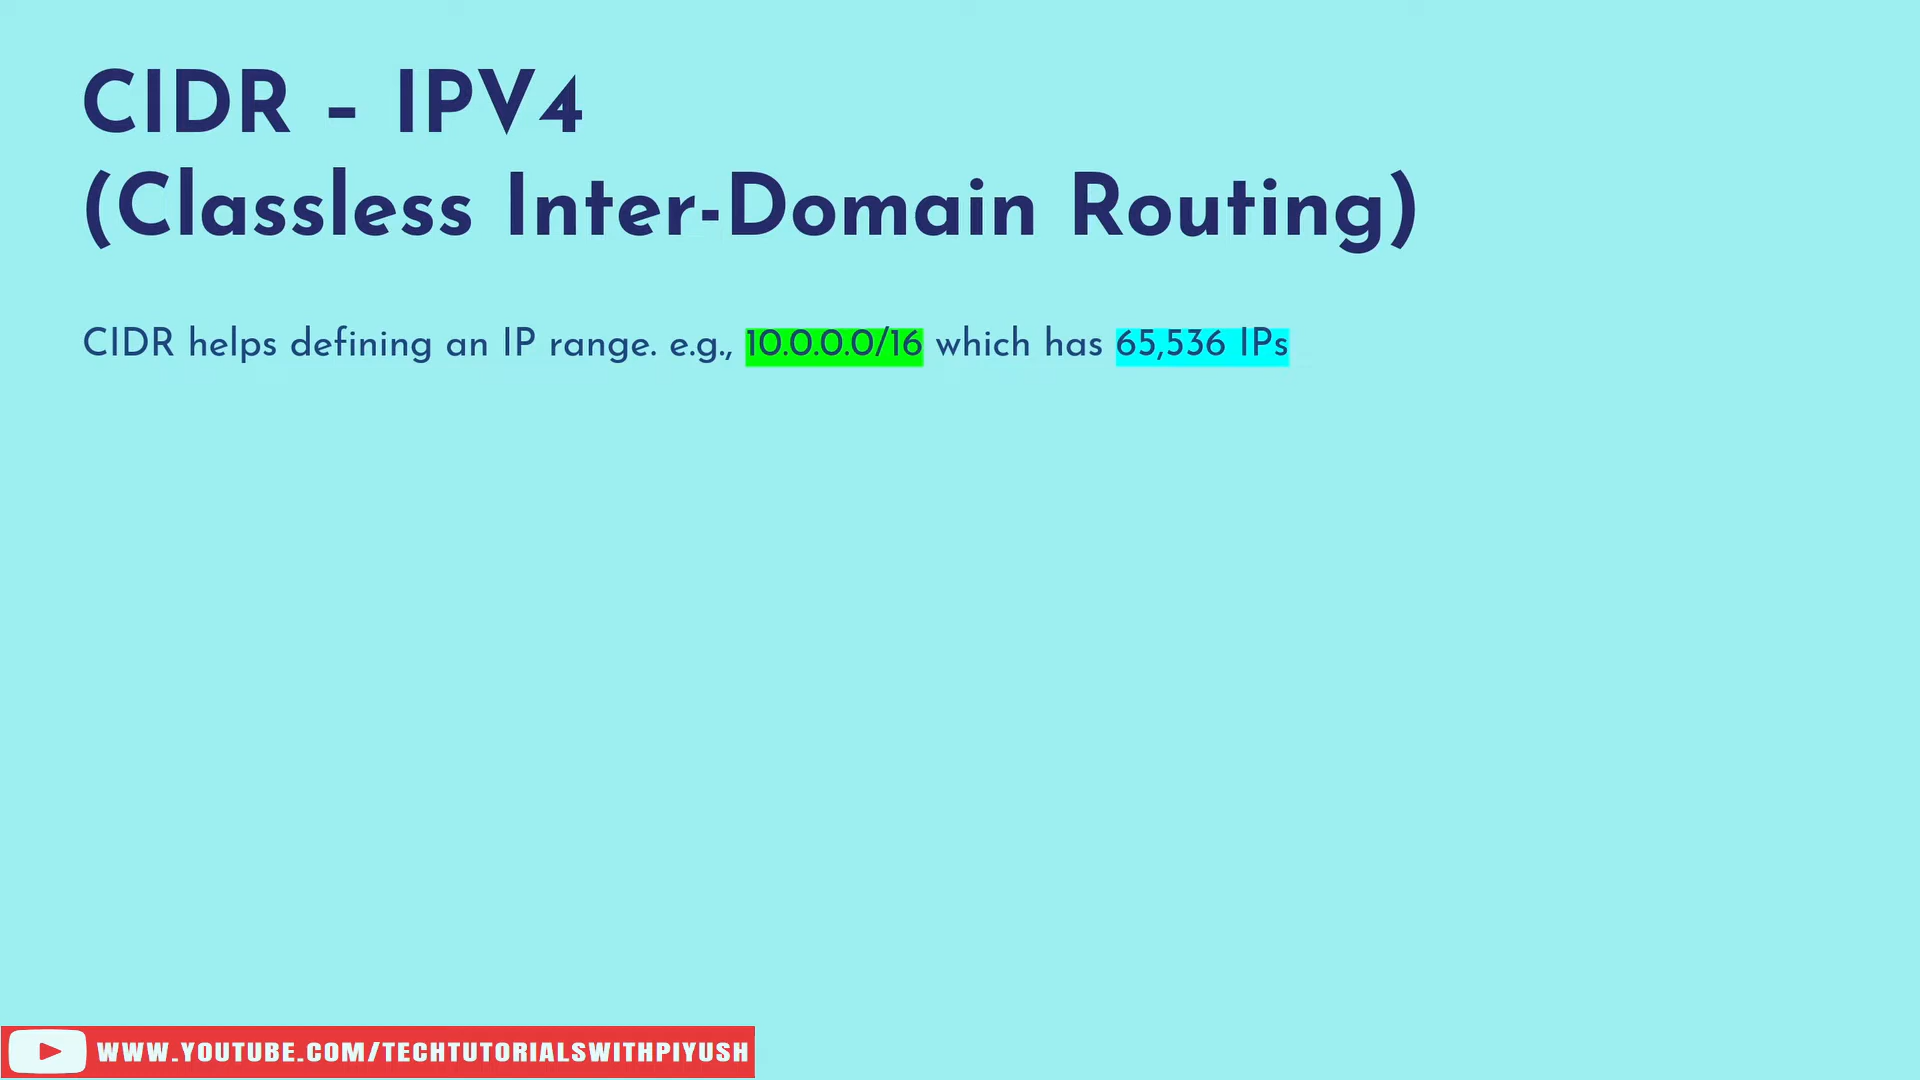 CIDR – IPV4
(Classless Inter-Domain Routing)
CIDR helps defining an IP range. e.g., 10.0.0.0/16 which has 65,536 IPs
WWW.YOUTUBE.COM/TECHTUTORIALSWITHPIYUSH